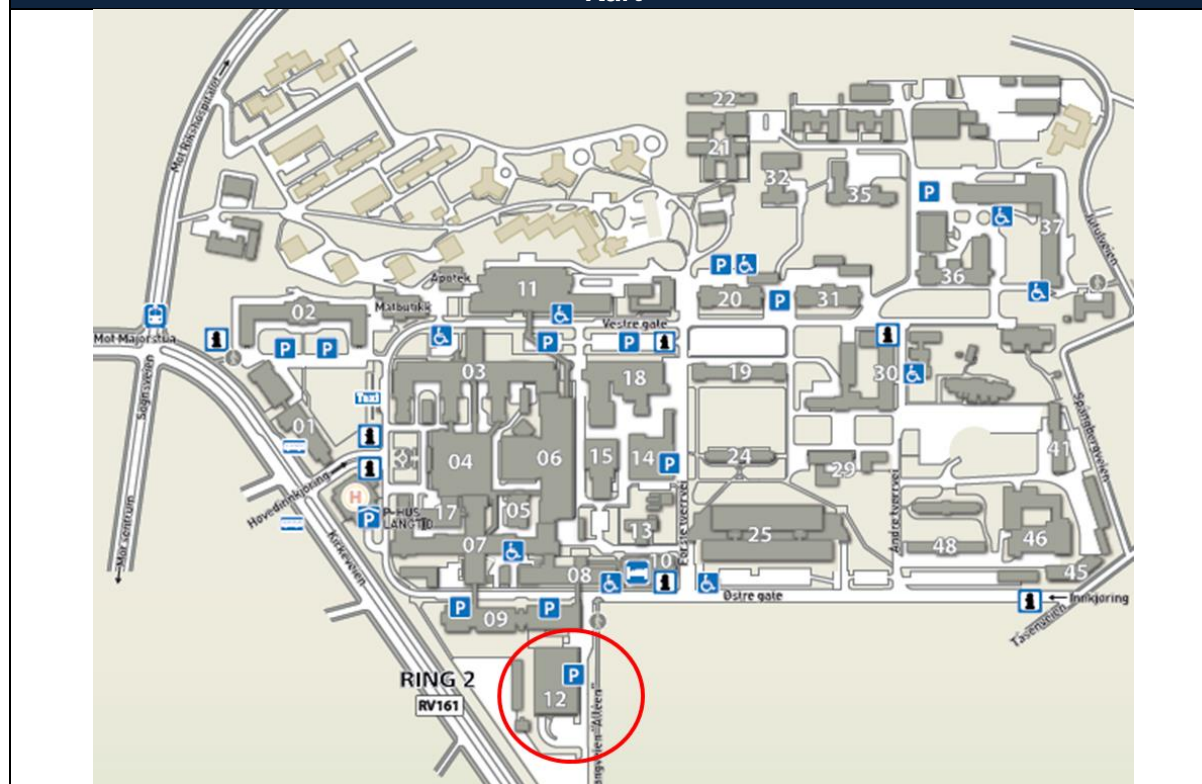 Kart
Mot Rikshospitalet
22
21
32
35
P
37
Jutulveien
36
Apotek
11
P
20
P
31
Matbutikk
02
Vestre gate
Mot Majorstua
P
P
P
P
03
18
19
30
Sognsveien
Taxi
01
04
06
15
14
P
24
29
41
Spångbergveien
Hovedinnkjøring
H
P-HUS
LANGTID
P
17
05
13
Første tverrvei
25
Andre tverrvei
48
46
Mot sentrum
Kirkeveien
07
08
10
45
Østre gate
Innkjøring
Tåsenveien
P
P
09
RING 2
RV161
P
12
angveien "Alléen"